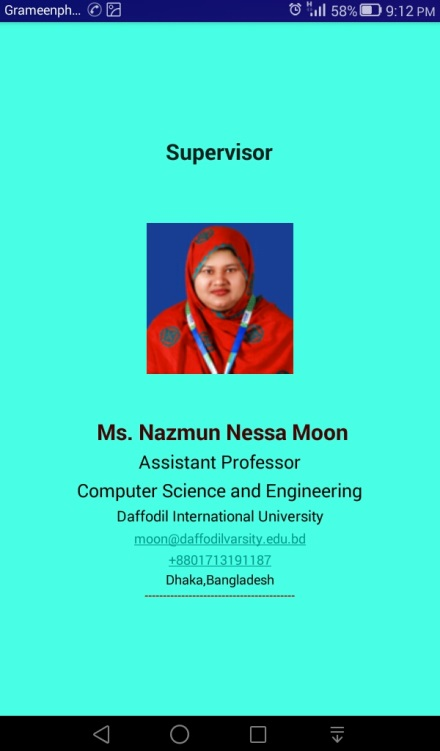 Grameenph... 58% 9:12 PM
Supervisor
Ms. Nazmun Nessa Moon
Assistant Professor
Computer Science and Engineering
Daffodil International University
moon@daffodilvarsity.edu.bd
+8801713191187
Dhaka,Bangladesh
---------------------------------------